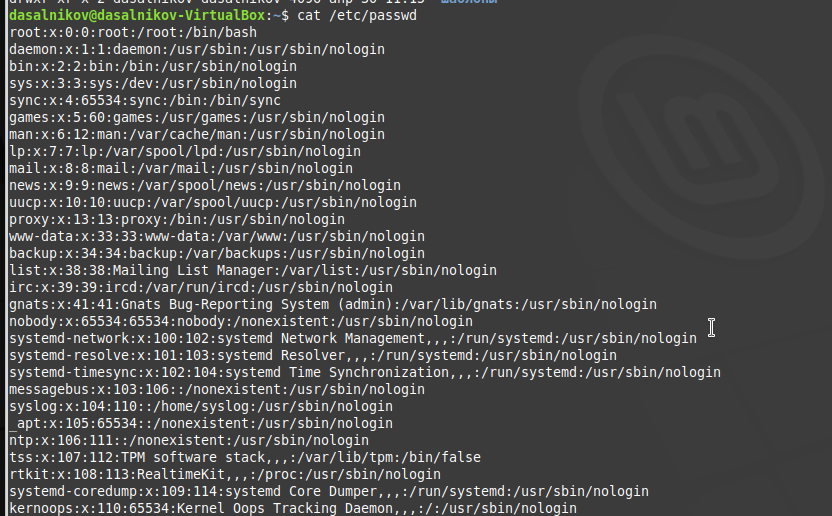 dasalnikov@dasalnikov-VirtualBox:~$ cat /etc/passwd
root:x:0:0:root:/root:/bin/bash
daemon:x:1:1:daemon:/usr/sbin:/usr/sbin/nologin
bin:x:2:2:bin:/bin:/usr/sbin/nologin
sys:x:3:3:sys:/dev:/usr/sbin/nologin
sync:x:4:65534:sync:/bin:/bin/sync
games:x:5:60:games:/usr/games:/usr/sbin/nologin
man:x:6:12:man:/var/cache/man:/usr/sbin/nologin
lp:x:7:7:lp:/var/spool/lpd:/usr/sbin/nologin
mail:x:8:8:mail:/var/mail:/usr/sbin/nologin
news:x:9:9:news:/var/spool/news:/usr/sbin/nologin
uucp:x:10:10:uucp:/var/spool/uucp:/usr/sbin/nologin
proxy:x:13:13:proxy:/bin:/usr/sbin/nologin
www-data:x:33:33:www-data:/var/www:/usr/sbin/nologin
backup:x:34:34:backup:/var/backups:/usr/sbin/nologin
list:x:38:38:Mailing List Manager:/var/list:/usr/sbin/nologin
irc:x:39:39:ircd:/var/run/ircd:/usr/sbin/nologin
gnats:x:41:41:Gnats Bug-Reporting System (admin):/var/lib/gnats:/usr/sbin/nologin
nobody:x:65534:65534:nobody:/nonexistent:/usr/sbin/nologin
systemd-network:x:100:102:systemd Network Management,,,:/run/systemd:/usr/sbin/nologin
systemd-resolve:x:101:103:systemd Resolver,,,:/run/systemd:/usr/sbin/nologin
systemd-timesync:x:102:104:systemd Time Synchronization,,,:/run/systemd:/usr/sbin/nologin
messagebus:x:103:106::/nonexistent:/usr/sbin/nologin
syslog:x:104:110::/home/syslog:/usr/sbin/nologin
_apt:x:105:65534::/nonexistent:/usr/sbin/nologin
ntp:x:106:111::/nonexistent:/usr/sbin/nologin
tss:x:107:112:TPM software stack,,,:/var/lib/tpm:/bin/false
rtkit:x:108:113:RealtimeKit,,,:/proc:/usr/sbin/nologin
systemd-coredump:x:109:114:systemd Core Dumper,,,:/run/systemd:/usr/sbin/nologin
kernoops:x:110:65534:Kernel Oops Tracking Daemon,,,:/:/usr/sbin/nologin